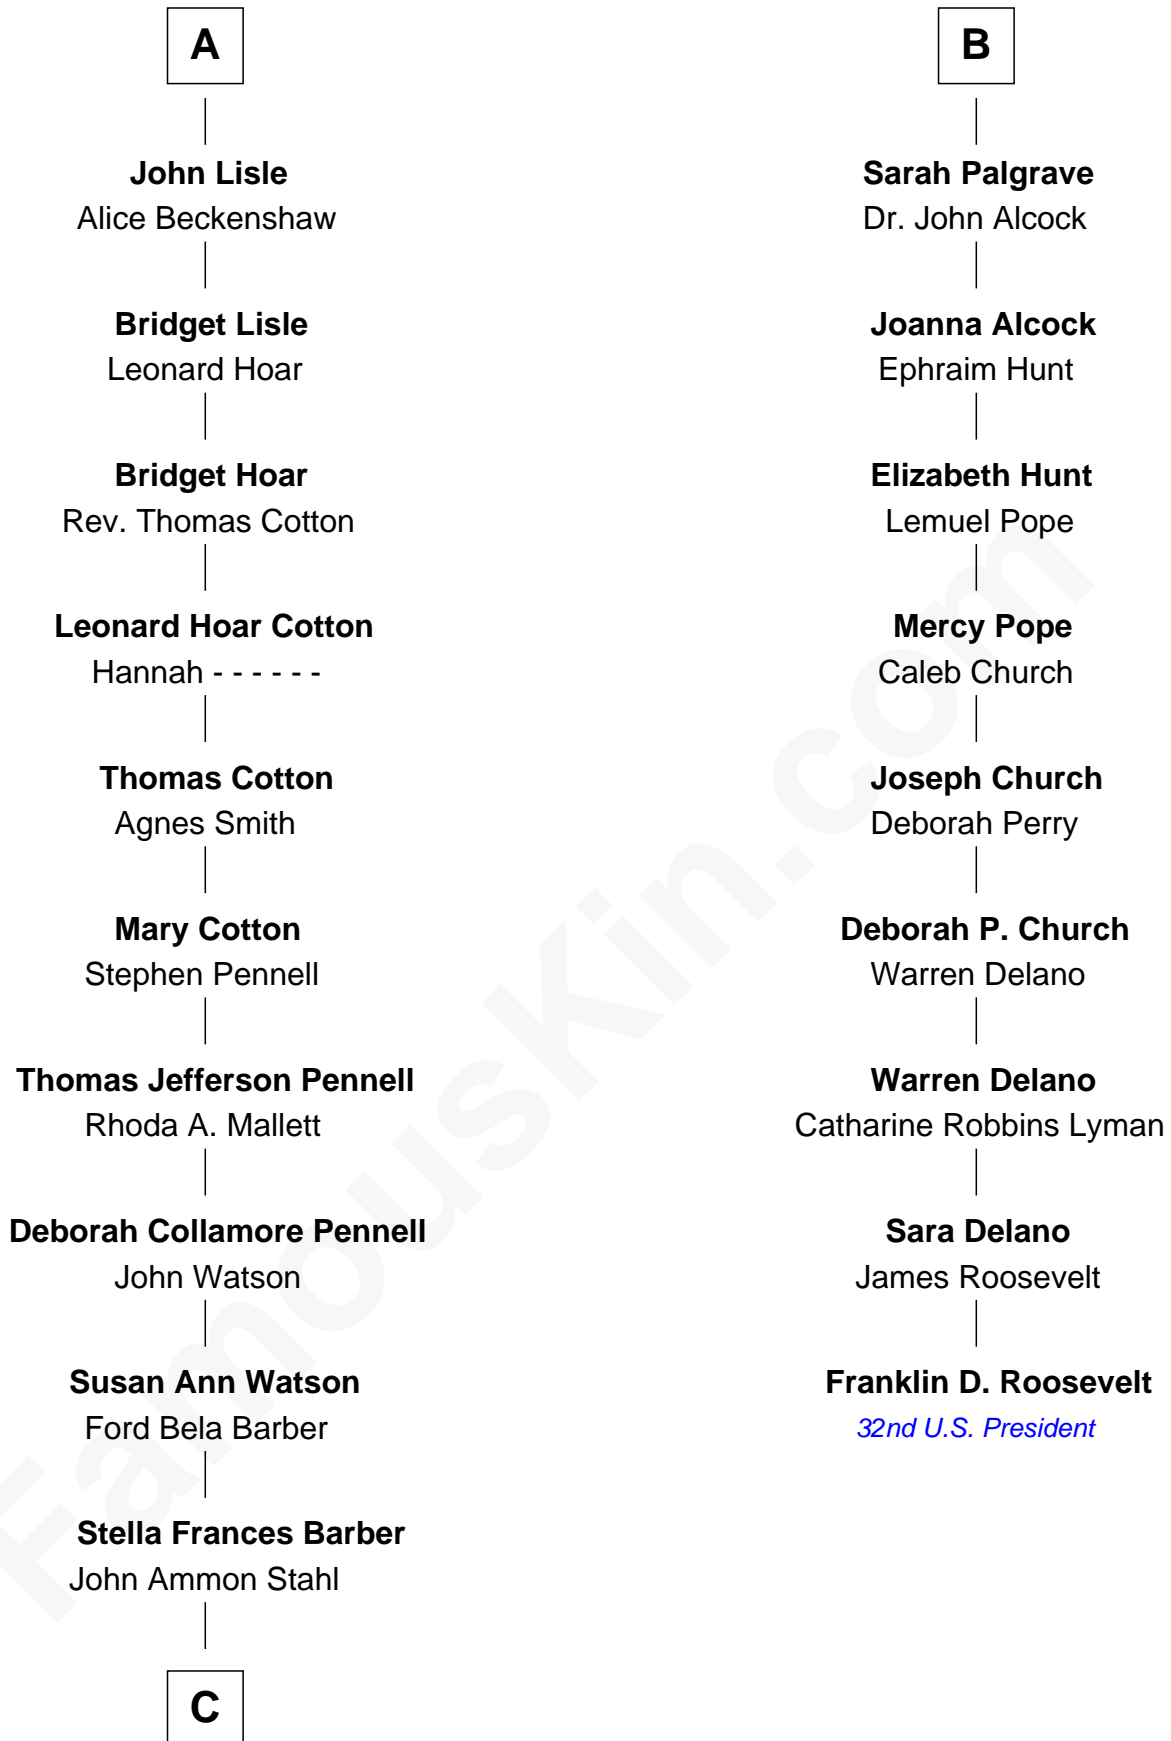 A
John Lisle
Alice Beckenshaw
Bridget Lisle
Leonard Hoar
Bridget Hoar
Rev. Thomas Cotton
Leonard Hoar Cotton
Hannah - - - - - -
Thomas Cotton
Agnes Smith
Mary Cotton
Stephen Pennell
Thomas Jefferson Pennell
Rhoda A. Mallett
Deborah Collamore Pennell
John Watson
Susan Ann Watson
Ford Bela Barber
Stella Frances Barber
John Ammon Stahl
C
B
Sarah Palgrave
Dr. John Alcock
Joanna Alcock
Ephraim Hunt
Elizabeth Hunt
Lemuel Pope
Mercy Pope
Caleb Church
Joseph Church
Deborah Perry
Deborah P. Church
Warren Delano
Warren Delano
Catharine Robbins Lyman
Sara Delano
James Roosevelt
Franklin D. Roosevelt
32nd U.S. President
FamousKin.com